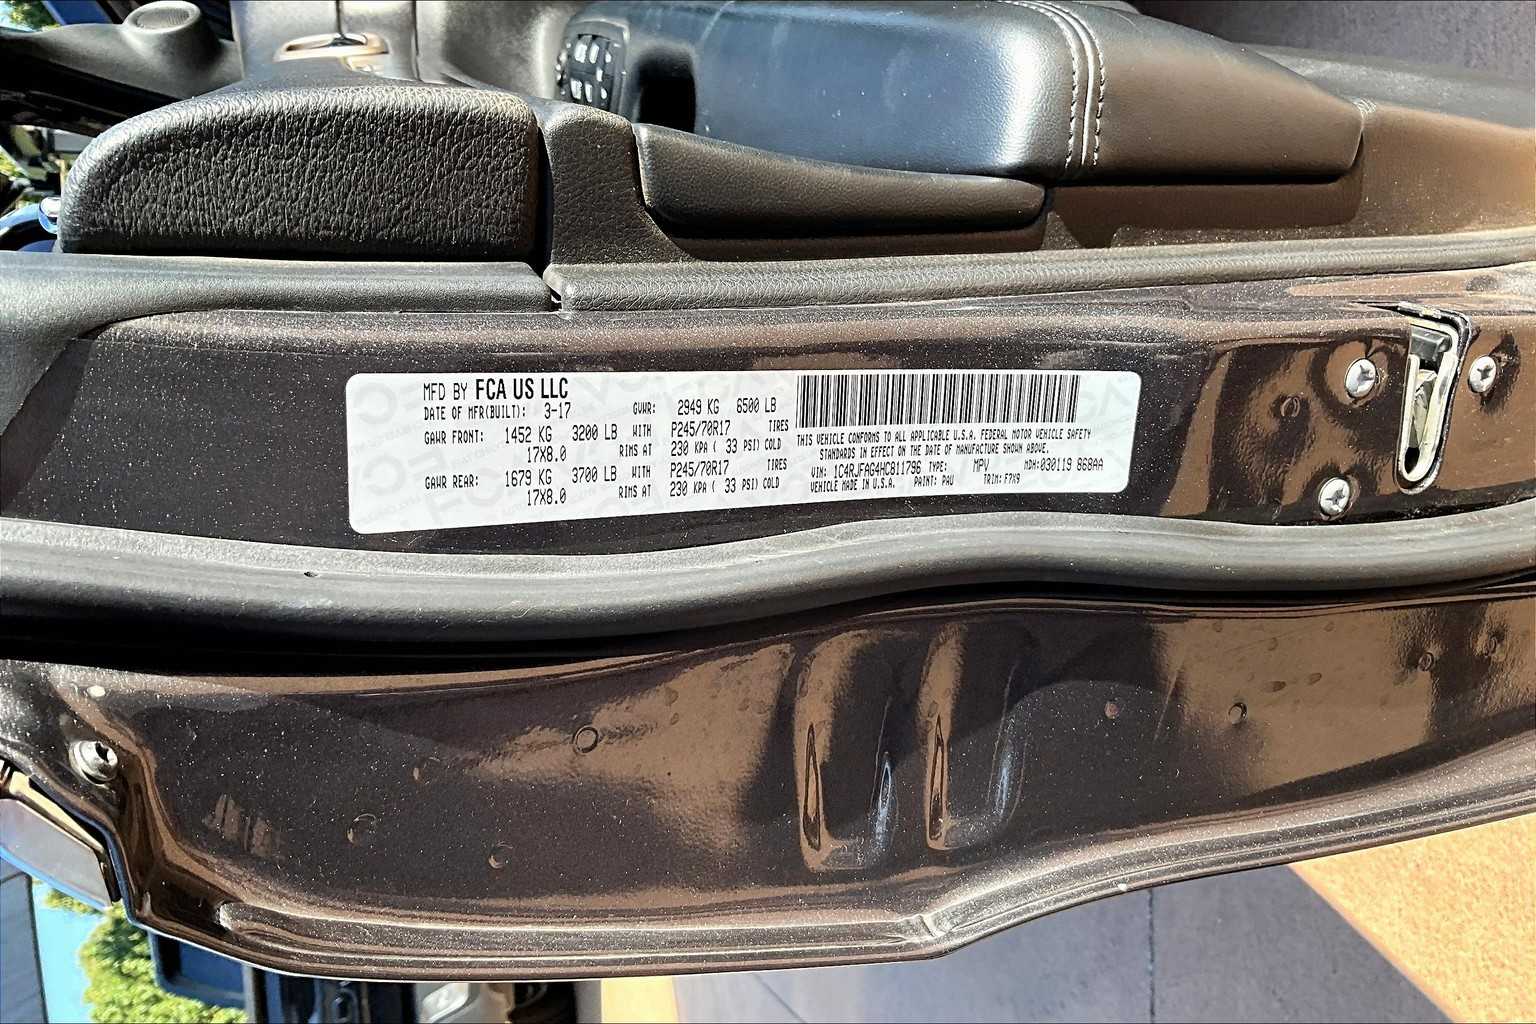 MFD BY FCA US LLC
DATE OF MFR(BUILT): 3-17 GVWR: 2949 KG 6500 LB
GAWR FRONT: 1452 KG 3200 LB WITH P245/70R17 TIRES
17X8.0 RIMS AT 230 KPA ( 33 PSI) COLD
GAWR REAR: 1679 KG 3700 LB WITH P245/70R17 TIRES
17X8.0 RIMS AT 230 KPA ( 33 PSI) COLD
THIS VEHICLE CONFORMS TO ALL APPLICABLE U.S.A. FEDERAL MOTOR VEHICLE SAFETY
STANDARDS IN EFFECT ON THE DATE OF MANUFACTURE SHOWN ABOVE.
VIN: 1C4RJFAG4HC811796 TYPE: MPV MDH:030119 868AA
VEHICLE MADE IN U.S.A. PAINT: PAU TRIM: F7X9